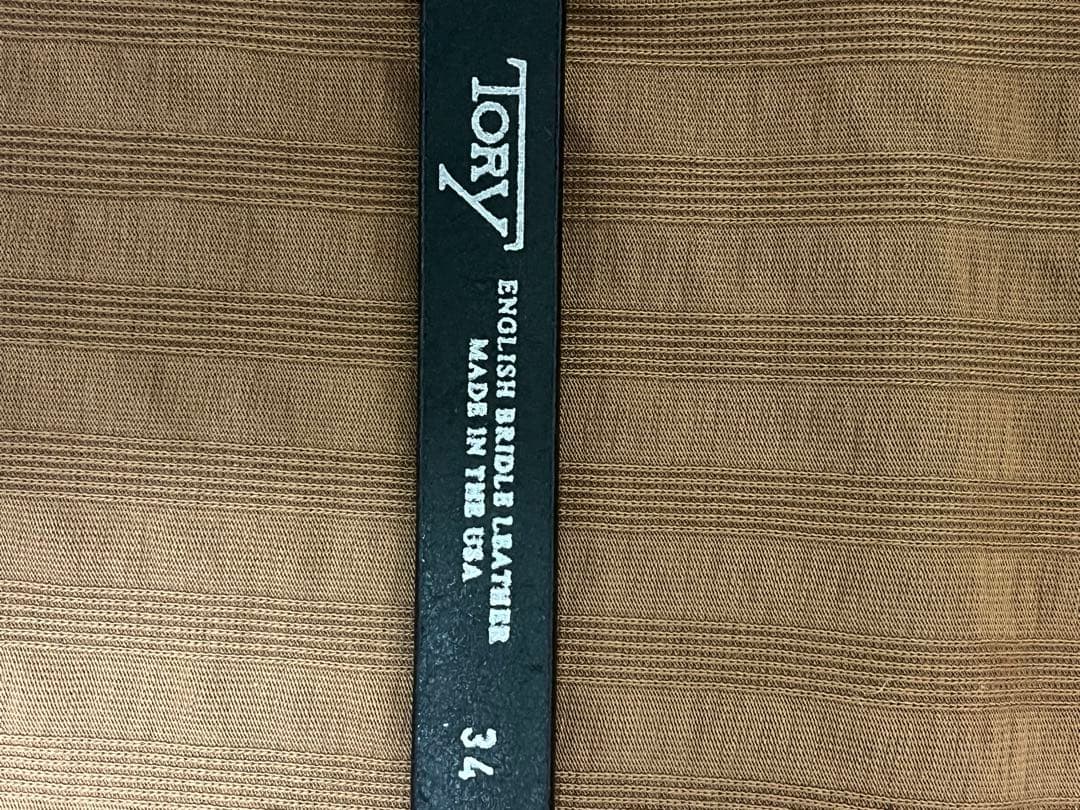 TORY
ENGLISH BRIDLE LEATHER
MADE IN THE USA
34